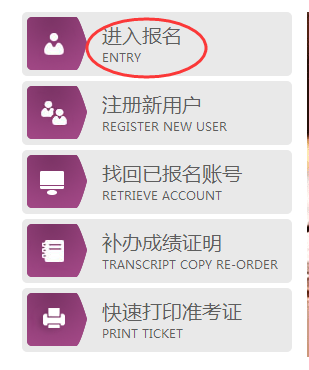 进入报名
ENTRY
注册新用户
REGISTER NEW USER
找回已报名账号
RETRIEVE ACCOUNT
补办成绩证明
TRANSCRIPT COPY RE-ORDER
快速打印准考证
PRINT TICKET